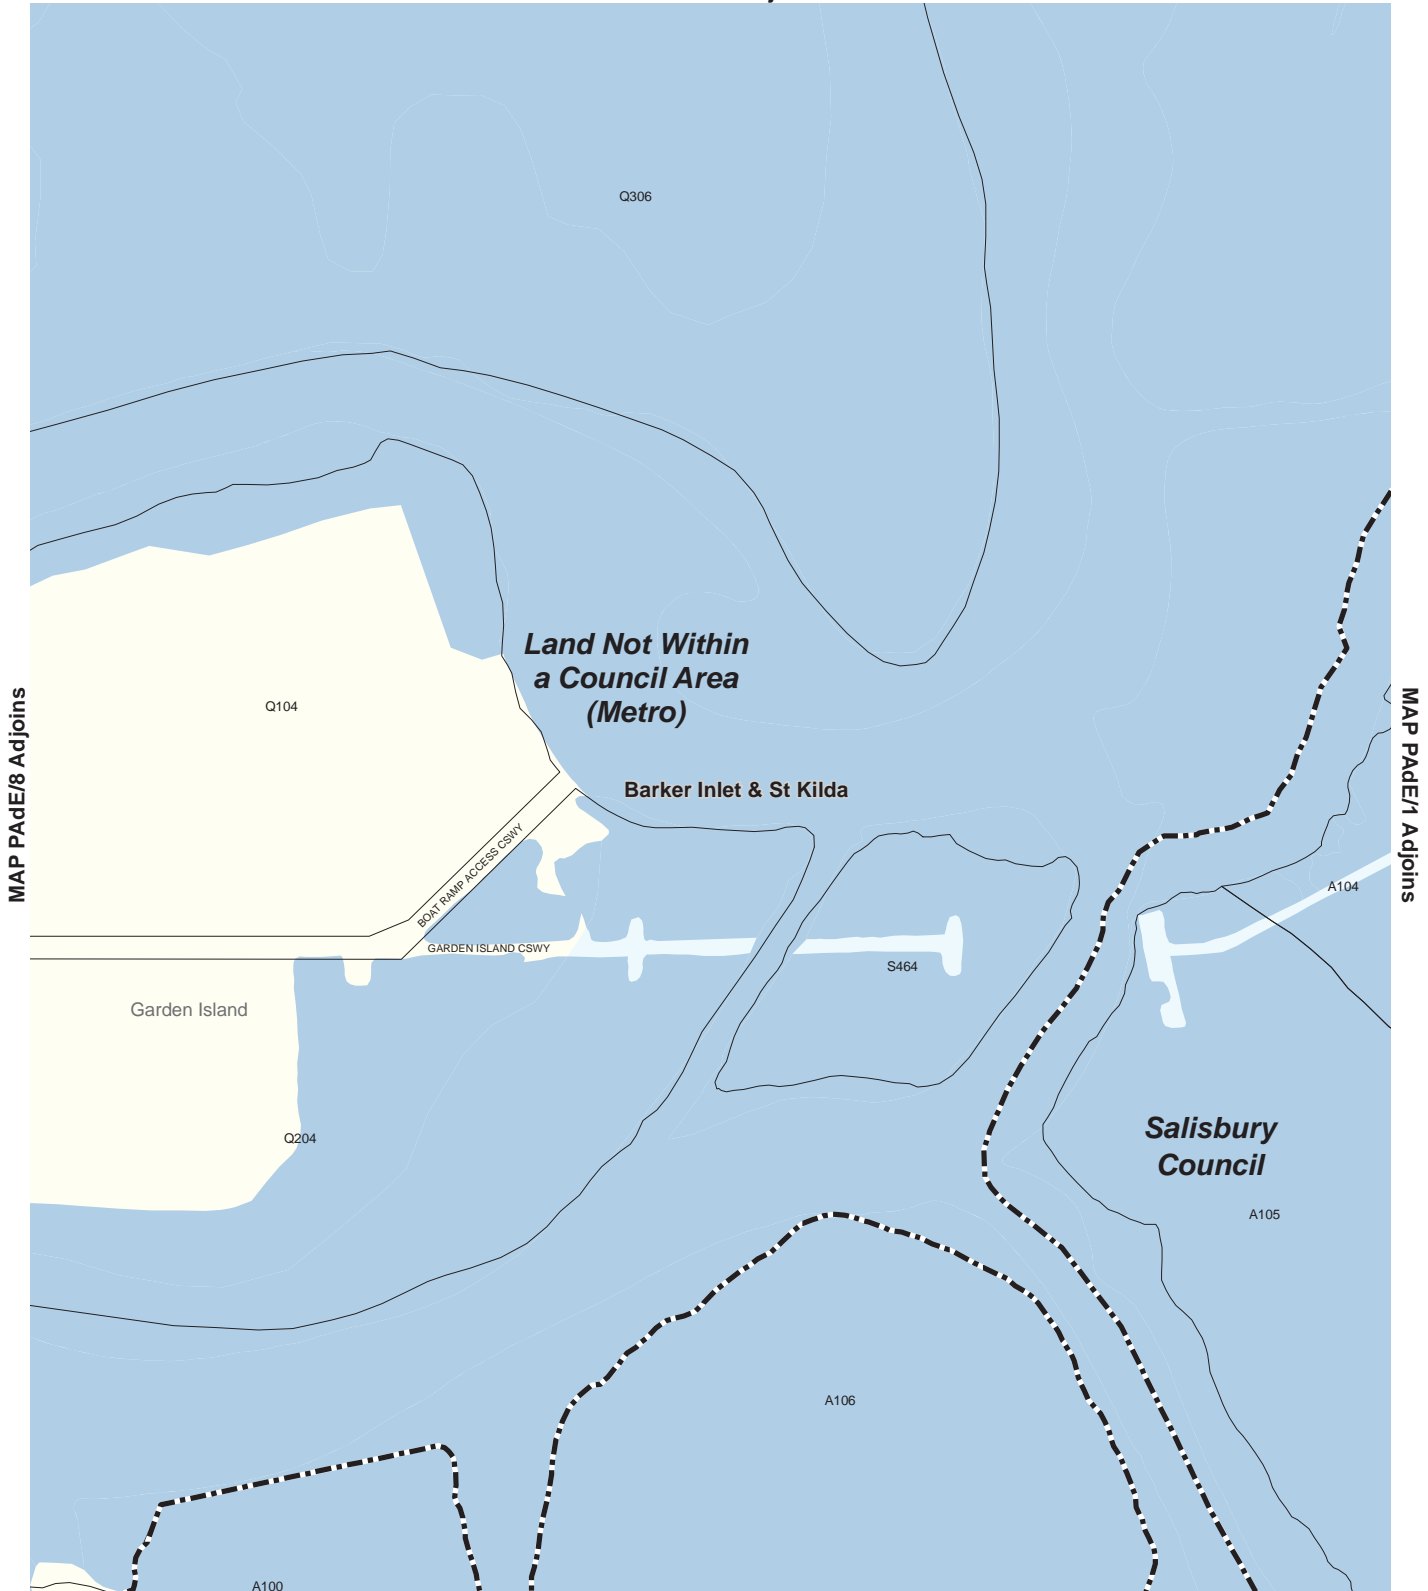 Q306
Land Not Within
a Council Area
(Metro)
Q104
MAP PAdE/8 Adjoins
MAP PAdE/1 Adjoins
Barker Inlet & St Kilda
BOAT RAMP ACCESS CSWY
A104
GARDEN ISLAND CSWY
S464
Garden Island
Q204
Salisbury
Council
A105
A106
A100